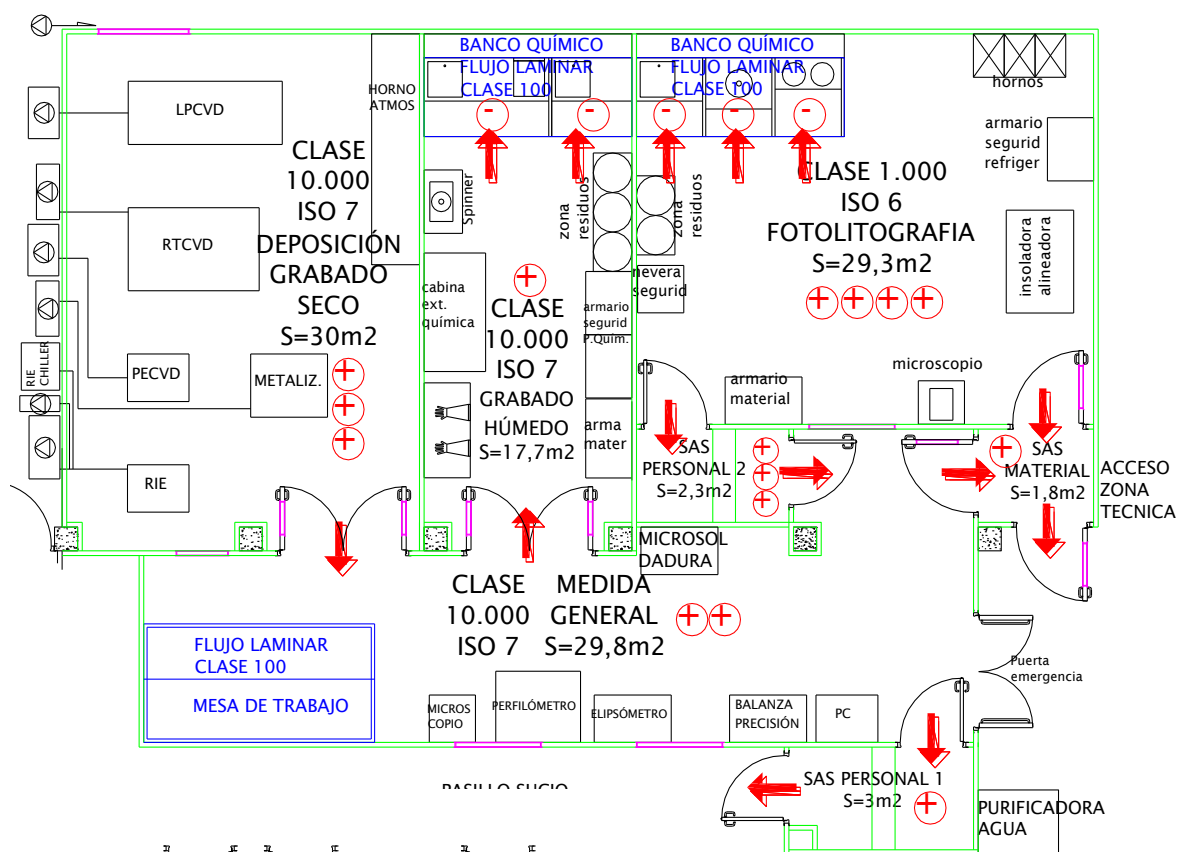 BANCO QUÍMICO
FLUJO LAMINAR
CLASE 100
BANCO QUÍMICO
FLUJO LAMINAR
CLASE 100
HORNO
ATMOS
hornos
LPCVD
armario
segurid
refriger
CLASE
10.000
ISO 7
DEPOSICIÓN
GRABADO
SECO
S=30m2
spinner
zona
residuos
zona
residuos
CLASE 1.000
ISO 6
FOTOLITOGRAFIA
S=29,3m2
RTCVD
insoladora
alineadora
cabina
ext.
química
nevera
segurid
CLASE
10.000
ISO 7
GRABADO
HÚMEDO
S=17,7m2
armario
segurid
P.Quím.
RIE
CHILLER
PECVD
METALIZ.
microscopio
armario
material
arma
mater
SAS
PERSONAL 2
S=2,3m2
SAS
MATERIAL
S=1,8m2
ACCESO
ZONA
TECNICA
RIE
MICROSOL
DADURA
CLASE
10.000
ISO 7
MEDIDA
GENERAL
S=29,8m2
FLUJO LAMINAR
CLASE 100
MESA DE TRABAJO
Puerta
emergencia
MICROS
COPIO
PERFILÓMETRO
ELIPSÓMETRO
BALANZA
PRECISIÓN
PC
PASILLO SUCIO
SAS PERSONAL 1
S=3m2
PURIFICADORA
AGUA